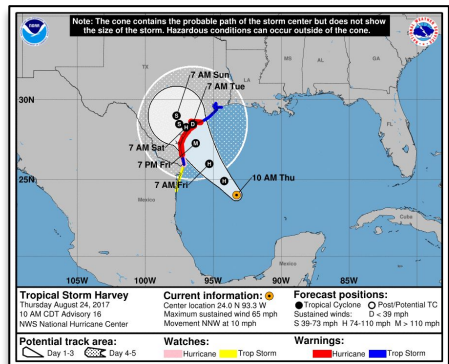 Note: The cone contains the probable path of the storm center but does not show
the size of the storm. Hazardous conditions can occur outside of the cone.
NOAA
TX
MS
AL
GA
LA
FL
7 AM Sun
7 AM Tue
30N
S
S H D
7 AM Sat
M
7 PM Fri
H
7 AM Fri
10 AM Thu
H
25N
Mexico
Cuba
Mexico
105W
100W
95W
90W
85W
Tropical Storm Harvey
Thursday August 24, 2017
10 AM CDT Advisory 16
NWS National Hurricane Center
Current information:
Center location 24.0 N 93.3 W
Maximum sustained wind 65 mph
Movement NNW at 10 mph
Forecast positions:
Tropical Cyclone Post/Potential TC
Sustained winds: D < 39 mph
S 39-73 mph H 74-110 mph M > 110 mph
Potential track area:
Day 1-3 Day 4-5
Watches:
Hurricane Trop Storm
Warnings:
Hurricane Trop Storm